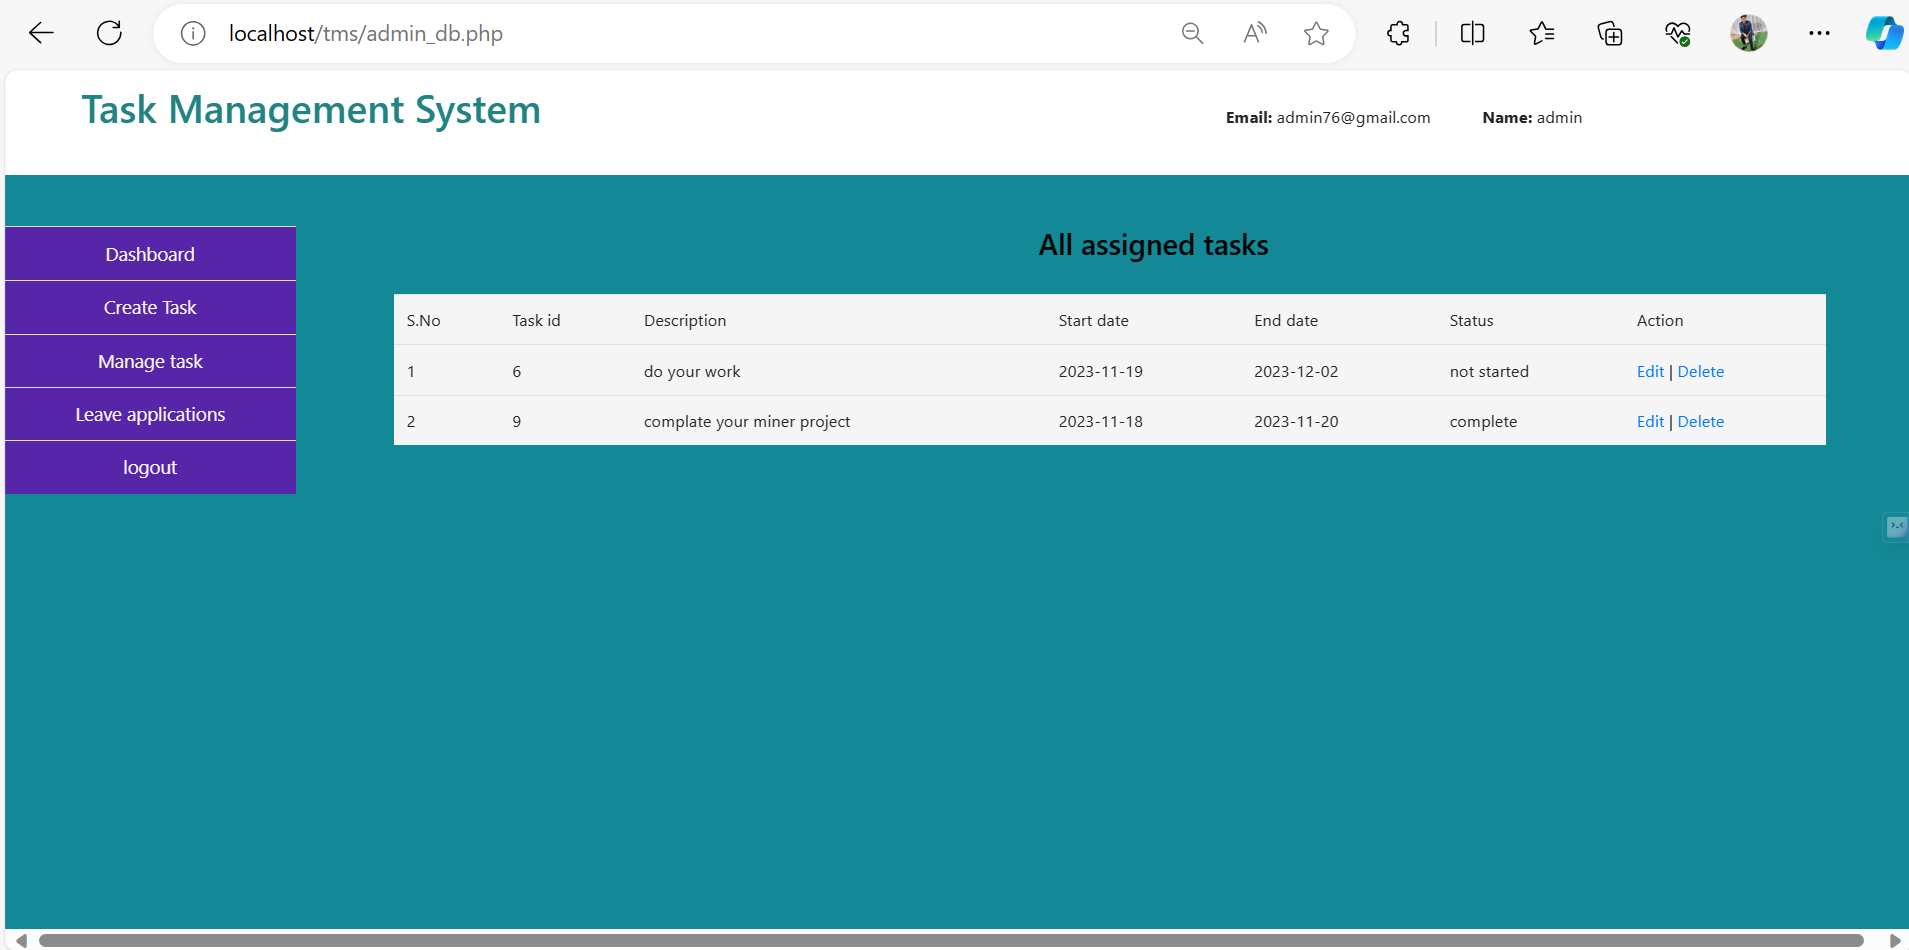 localhost/tms/admin_db.php
Task Management System
Email: admin76@gmail.com Name: admin
Dashboard
Create Task
Manage task
Leave applications
logout
All assigned tasks
S.No Task id Description Start date End date Status Action
1 6 do your work 2023-11-19 2023-12-02 not started Edit | Delete
2 9 complate your miner project 2023-11-18 2023-11-20 complete Edit | Delete